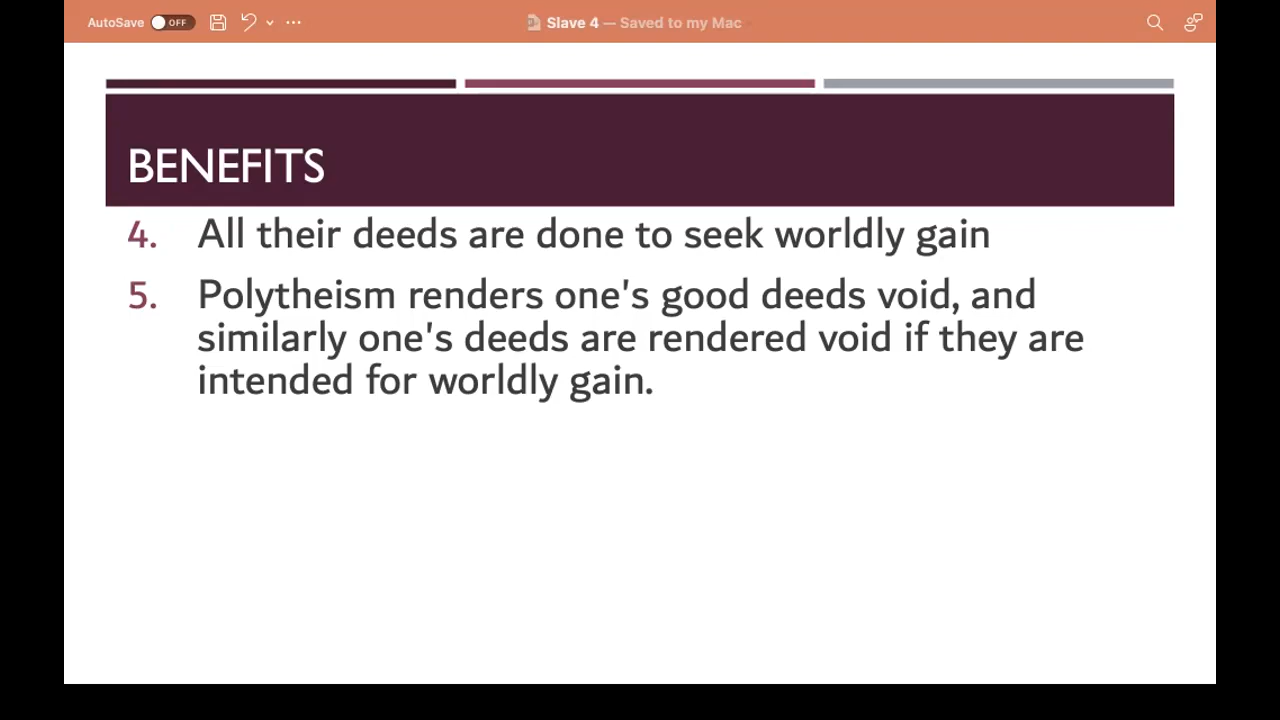 AutoSave OFF Slave 4 — Saved to my Mac
BENEFITS
4. All their deeds are done to seek worldly gain
5. Polytheism renders one's good deeds void, and
similarly one's deeds are rendered void if they are
intended for worldly gain.